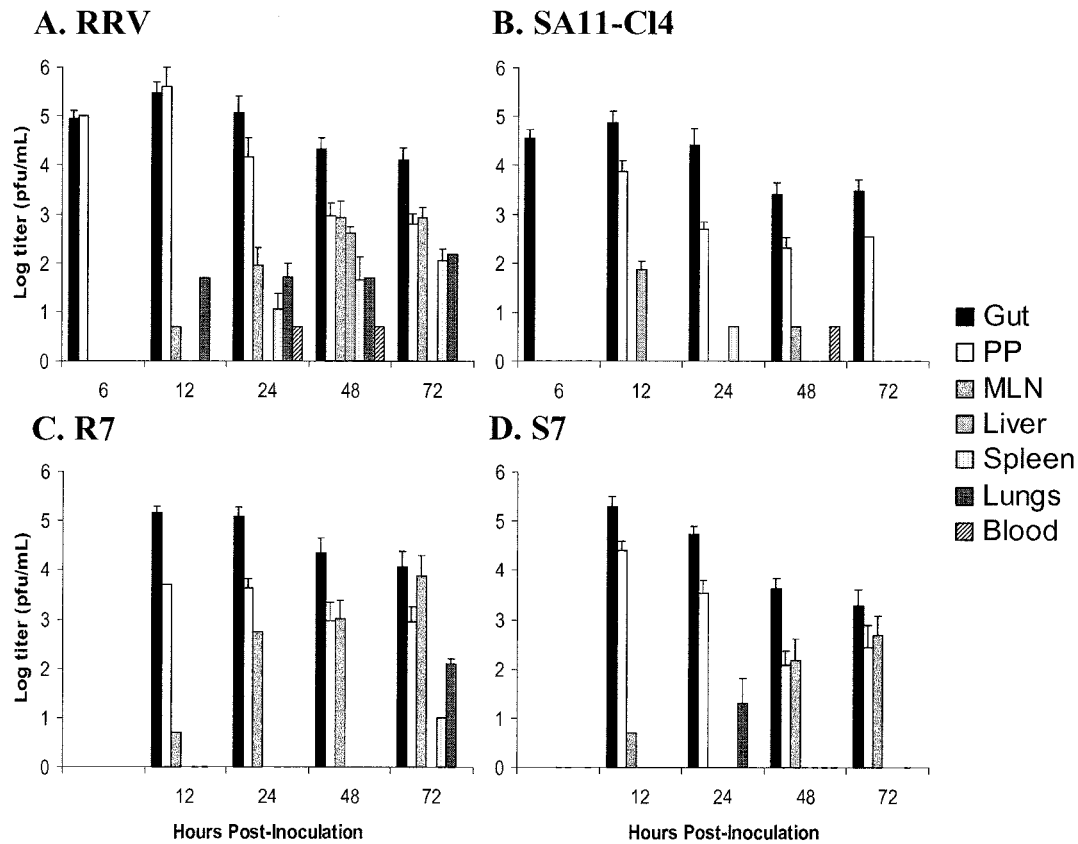 A. RRV
B. SA11-Cl4
Log titer (pfu/mL)
6
5
4
3
2
1
0
6 12 24 48 72
6
5
4
3
2
1
0
6 12 24 48 72
Gut
PP
MLN
Liver
Spleen
Lungs
Blood
C. R7
D. S7
Log titer (pfu/mL)
6
5
4
3
2
1
0
12 24 48 72
Hours Post-Inoculation
6
5
4
3
2
1
0
12 24 48 72
Hours Post-Inoculation